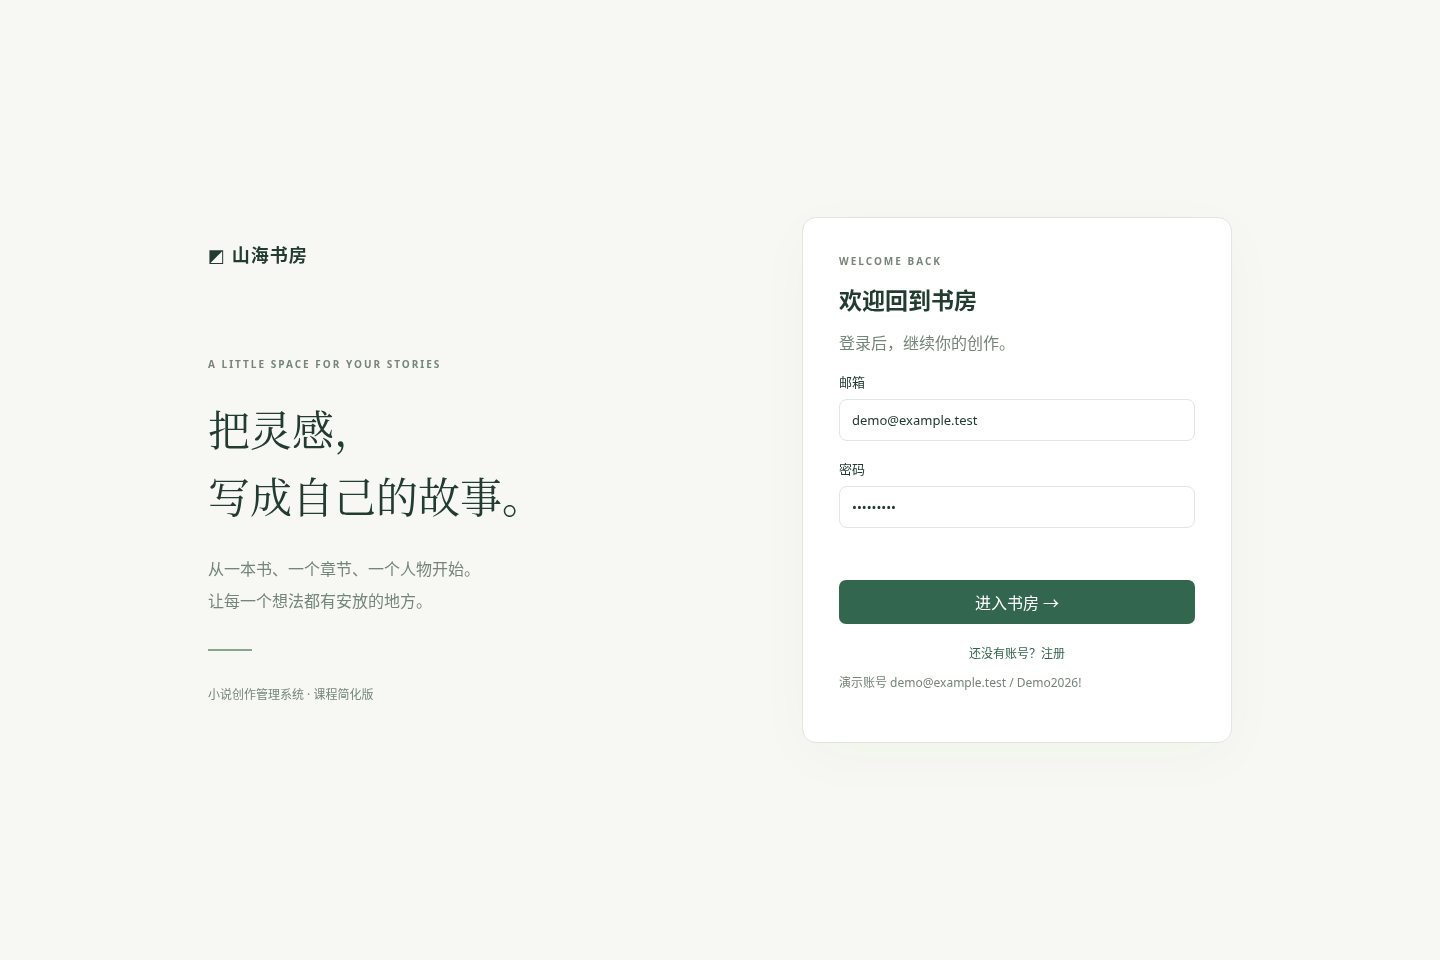 ◩ 山海书房
A LITTLE SPACE FOR YOUR STORIES
把灵感，
写成自己的故事。
从一本书、一个章节、一个人物开始。
让每一个想法都有安放的地方。
小说创作管理系统 · 课程简化版
WELCOME BACK
欢迎回到书房
登录后，继续你的创作。
邮箱
demo@example.test
密码
•••••••••
进入书房 →
还没有账号？注册
演示账号 demo@example.test / Demo2026!